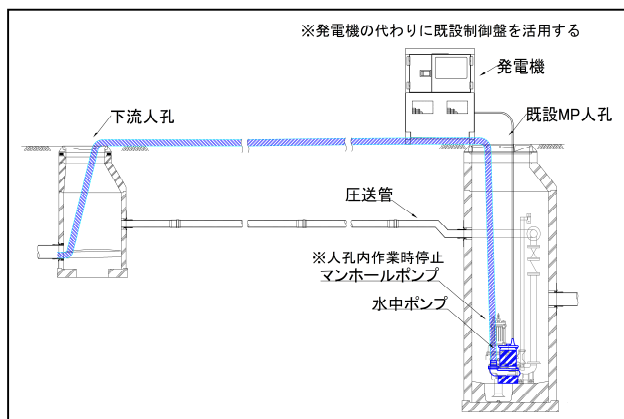 ※発電機の代わりに既設制御盤を活用する
発電機
下流人孔
既設MP人孔
圧送管
※人孔内作業時停止
マンホールポンプ
水中ポンプ